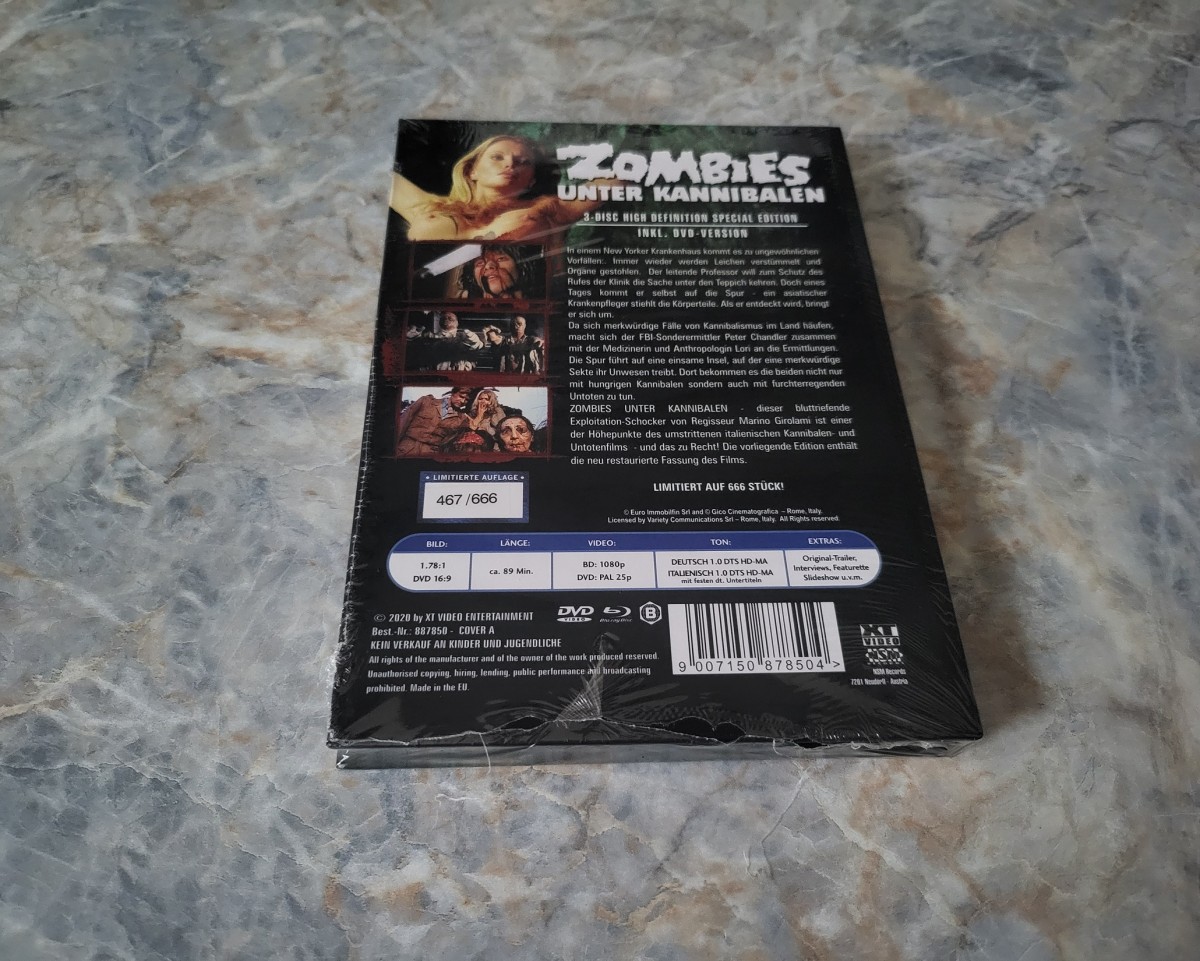 ZOMBIES
UNTER KANNIBALEN
3-DISC HIGH DEFINITION SPECIAL EDITION
INKL. DVD-VERSION
In einem New Yorker Krankenhaus kommt es zu ungewöhnlichen
Vorfällen:. Immer wieder werden Leichen verstümmelt und
Organe gestohlen. Der leitende Professor will zum Schutz des
Rufes der Klinik die Sache unter den Teppich kehren. Doch eines
Tages kommt er selbst auf die Spur - ein asiatischer
Krankenpfleger stiehlt die Körperteile. Als er entdeckt wird, bringt
er sich um.
Da sich merkwürdige Fälle von Kannibalismus im Land häufen,
macht sich der FBI-Sonderermittler Peter Chandler zusammen
mit der Medizinerin und Anthropologin Lori an die Ermittlungen.
Die Spur führt auf eine einsame Insel, auf der eine merkwürdige
Sekte ihr Unwesen treibt. Dort bekommen es die beiden nicht nur
mit hungrigen Kannibalen sondern auch mit furchterregenden
Untoten zu tun.
ZOMBIES UNTER KANNIBALEN - dieser bluttriefende
Exploitation-Schocker von Regisseur Marino Girolami ist einer
der Höhepunkte des umstrittenen italienischen Kannibalen- und
Untotenfilms - und das zu Recht! Die vorliegende Edition enthält
die neu restaurierte Fassung des Films.
• LIMITIERTE AUFLAGE •
467 /666
LIMITIERT AUF 666 STÜCK!
© Euro Immobilfin Srl and © Gico Cinematografica – Rome, Italy.
Licensed by Variety Communications Srl – Rome, Italy. All Rights reserved.
BILD: LÄNGE: VIDEO: TON: EXTRAS:
1.78:1
DVD 16:9
ca. 89 Min.
BD: 1080p
DVD: PAL 25p
DEUTSCH 1.0 DTS HD-MA
ITALIENISCH 1.0 DTS HD-MA
mit festen dt. Untertiteln
Original-Trailer,
Interviews, Featurette
Slideshow u.v.m.
© 2020 by XT VIDEO ENTERTAINMENT
Best.-Nr.: 887850 - COVER A
KEIN VERKAUF AN KINDER UND JUGENDLICHE
All rights of the manufacturer and of the owner of the work produced reserved.
Unauthorised copying, hiring, lending, public performance and broadcasting
prohibited. Made in the EU.
DVD
VIDEO
Blu-ray Disc
B
9 007150 878504 >
XT
VIDEO
NSM
NSM Records
7201 Neudörfl - Austria